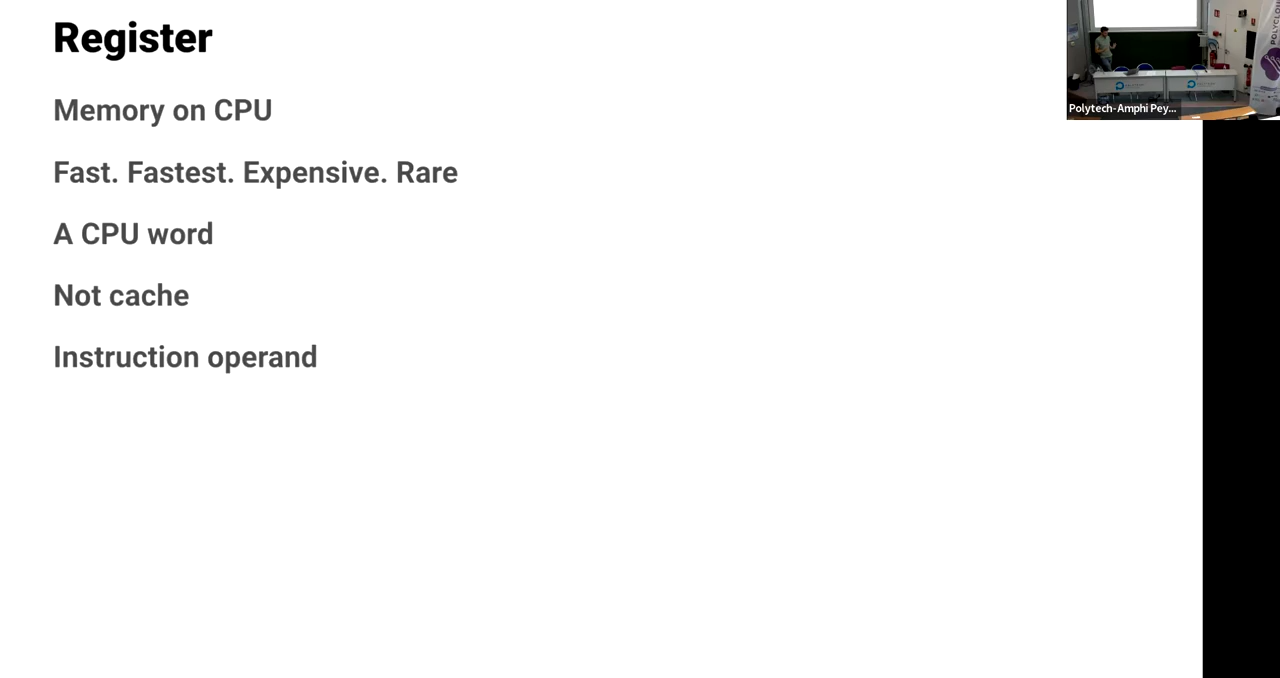 Register
Memory on CPU
Fast. Fastest. Expensive. Rare
A CPU word
Not cache
Instruction operand
Polytech-Amphi Pey...